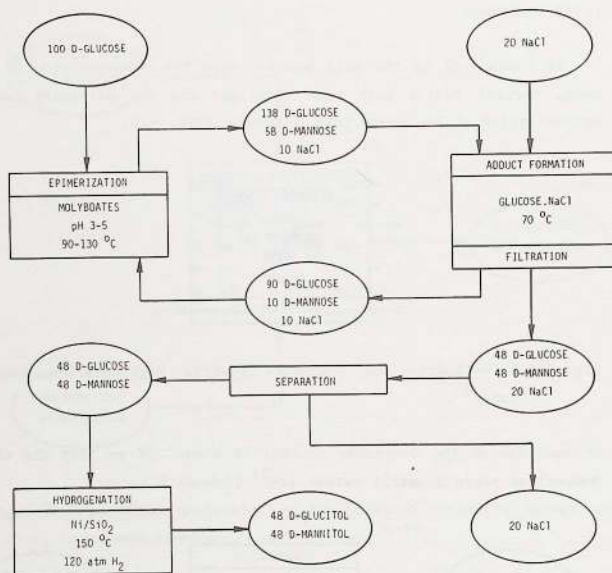 100 D-GLUCOSE
20 NaCl
138 D-GLUCOSE
58 D-MANNOSE
10 NaCl
EPIMERIZATION
MOLYBOATES
pH 3-5
90-130 °C
ADDUCT FORMATION
GLUCOSE.NaCl
70 °C
FILTRATION
90 D-GLUCOSE
10 D-MANNOSE
10 NaCl
48 D-GLUCOSE
48 D-MANNOSE
SEPARATION
48 D-GLUCOSE
48 D-MANNOSE
20 NaCl
HYDROGENATION
Ni/SiO2
150 °C
120 atm H2
48 D-GLUCITOL
48 D-MANNITOL
20 NaCl